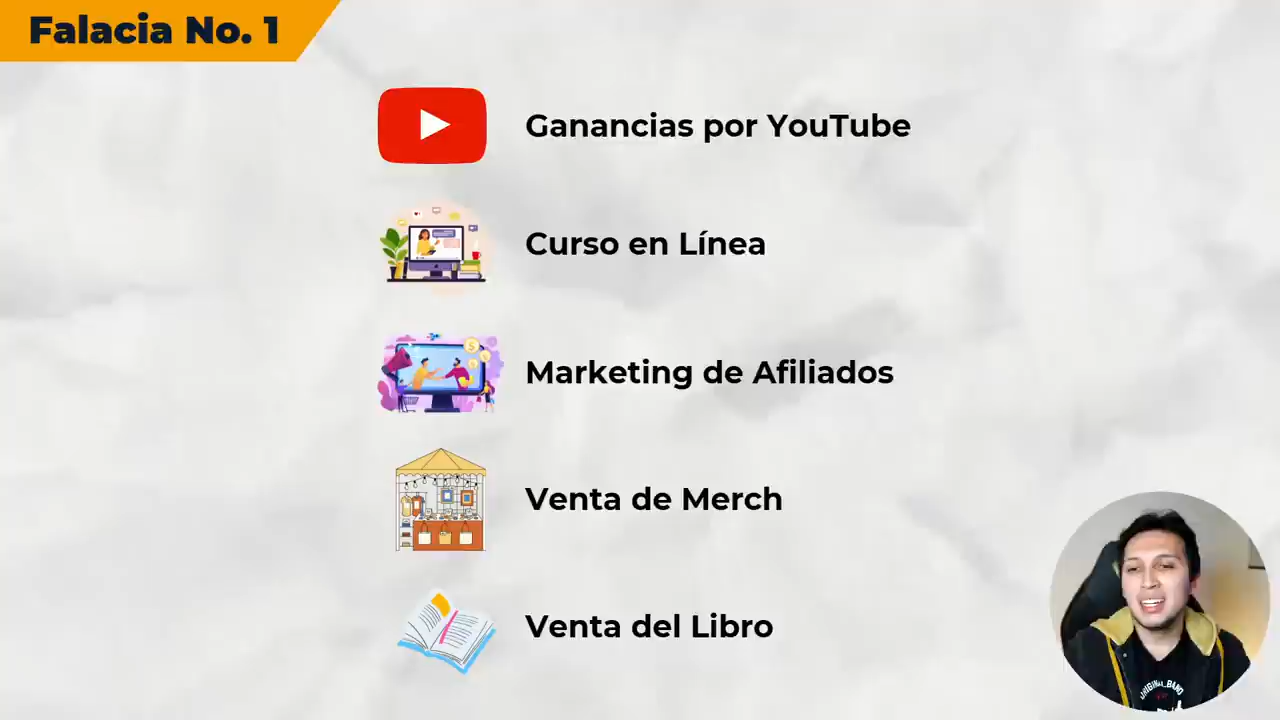 Falacia No. 1
Ganancias por YouTube
Curso en Línea
Marketing de Afiliados
Venta de Merch
Venta del Libro